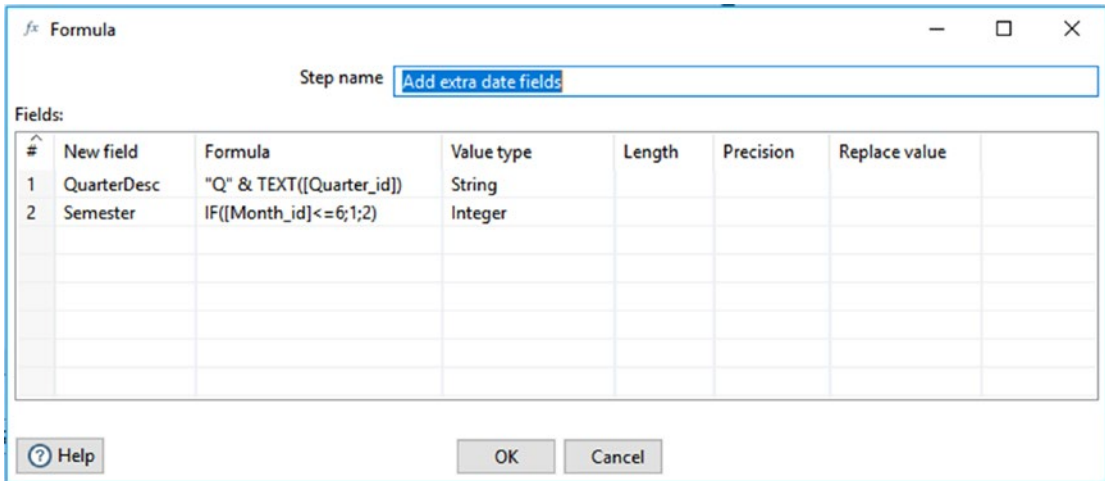 fx Formula
Step name Add extra date fields
Fields:
# New field Formula Value type Length Precision Replace value
1 QuarterDesc "Q" & TEXT([Quarter_id]) String
2 Semester IF([Month_id]<=6;1;2) Integer
? Help OK Cancel